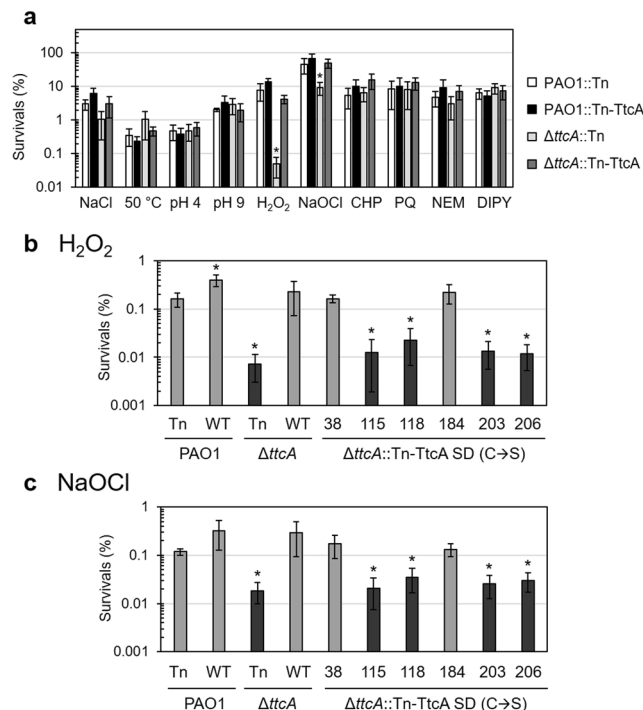 a
Survivals (%)
100
10
1
0.1
0.01
NaCl 50 °C pH 4 pH 9 H₂O₂ NaOCl CHP PQ NEM DIPY
* *
PAO1::Tn
PAO1::Tn-TtcA
ΔttcA::Tn
ΔttcA::Tn-TtcA
b H₂O₂
Survivals (%)
1
0.1
0.01
0.001
* * * * * *
Tn WT Tn WT 38 115 118 184 203 206
PAO1 ΔttcA ΔttcA::Tn-TtcA SD (C→S)
c NaOCl
Survivals (%)
1
0.1
0.01
0.001
* * * * *
Tn WT Tn WT 38 115 118 184 203 206
PAO1 ΔttcA ΔttcA::Tn-TtcA SD (C→S)